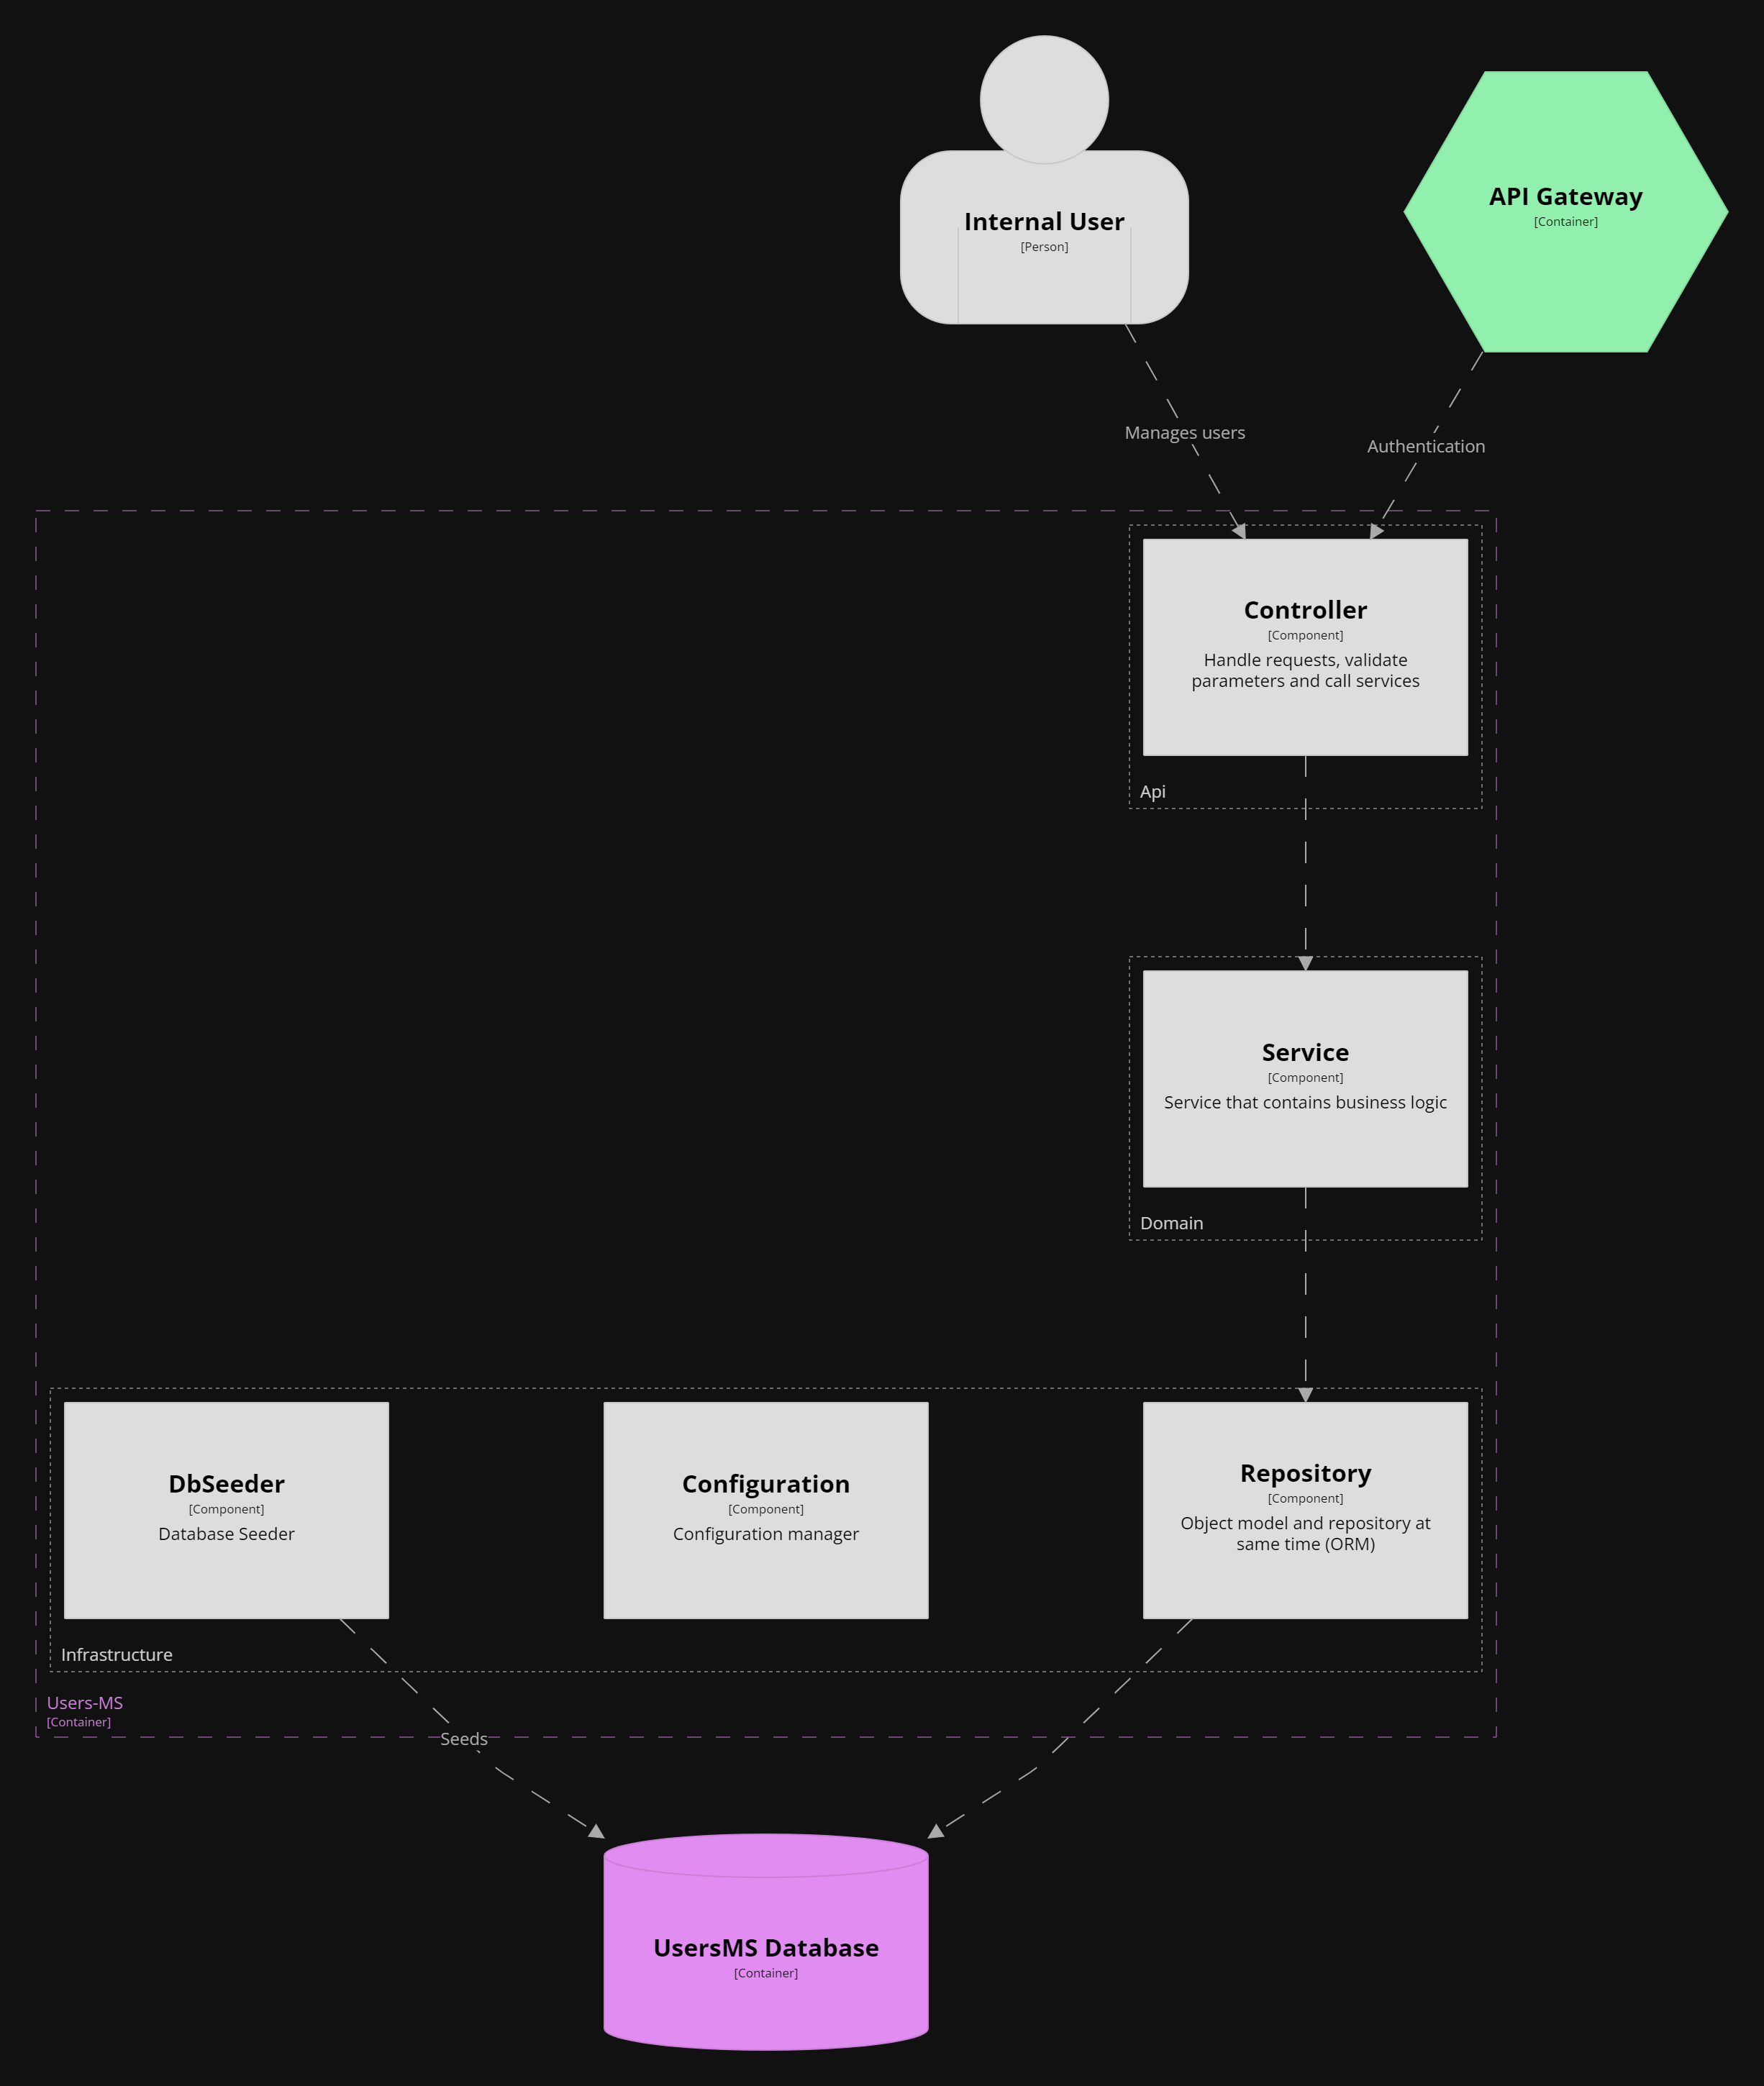 Internal User
[Person]
API Gateway
[Container]
Manages users
Authentication
Controller
[Component]
Handle requests, validate
parameters and call services
Api
Service
[Component]
Service that contains business logic
Domain
DbSeeder
[Component]
Database Seeder
Configuration
[Component]
Configuration manager
Repository
[Component]
Object model and repository at
same time (ORM)
Infrastructure
Users-MS
[Container]
Seeds
UsersMS Database
[Container]